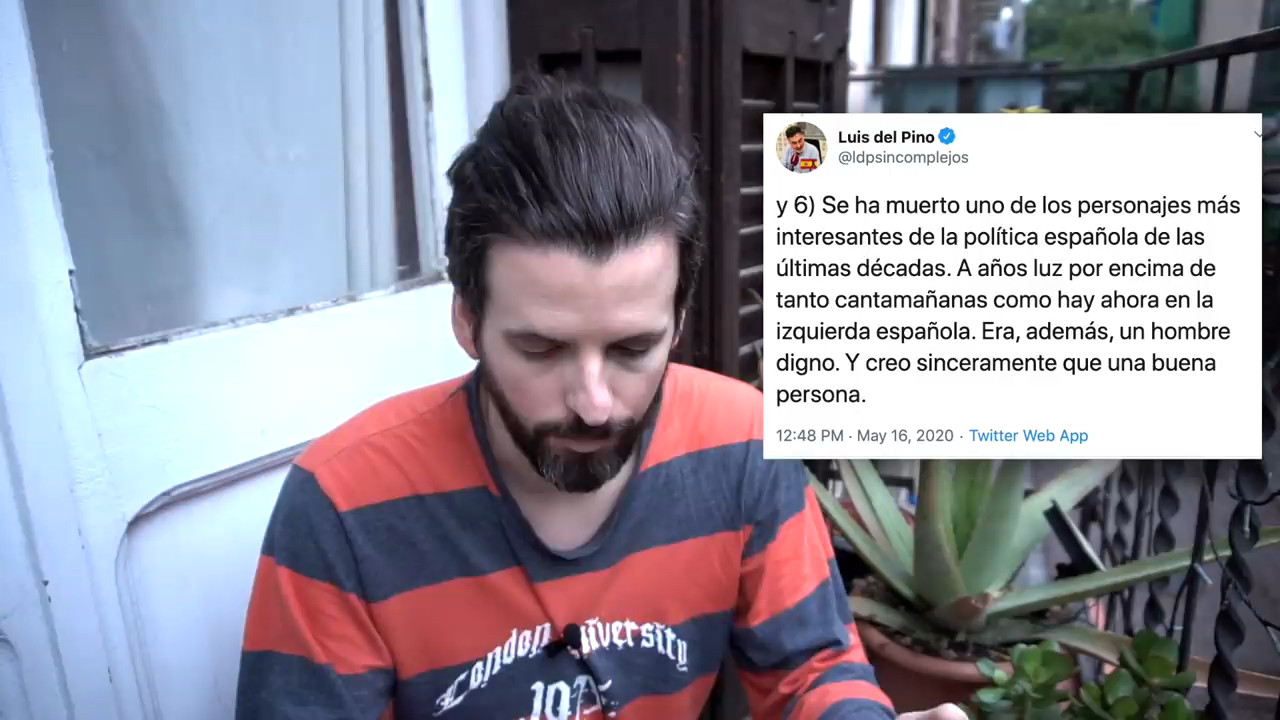 Luis del Pino
@ldpsincomplejos
y 6) Se ha muerto uno de los personajes más
interesantes de la política española de las
últimas décadas. A años luz por encima de
tanto cantamañanas como hay ahora en la
izquierda española. Era, además, un hombre
digno. Y creo sinceramente que una buena
persona.
12:48 PM · May 16, 2020 · Twitter Web App
London University